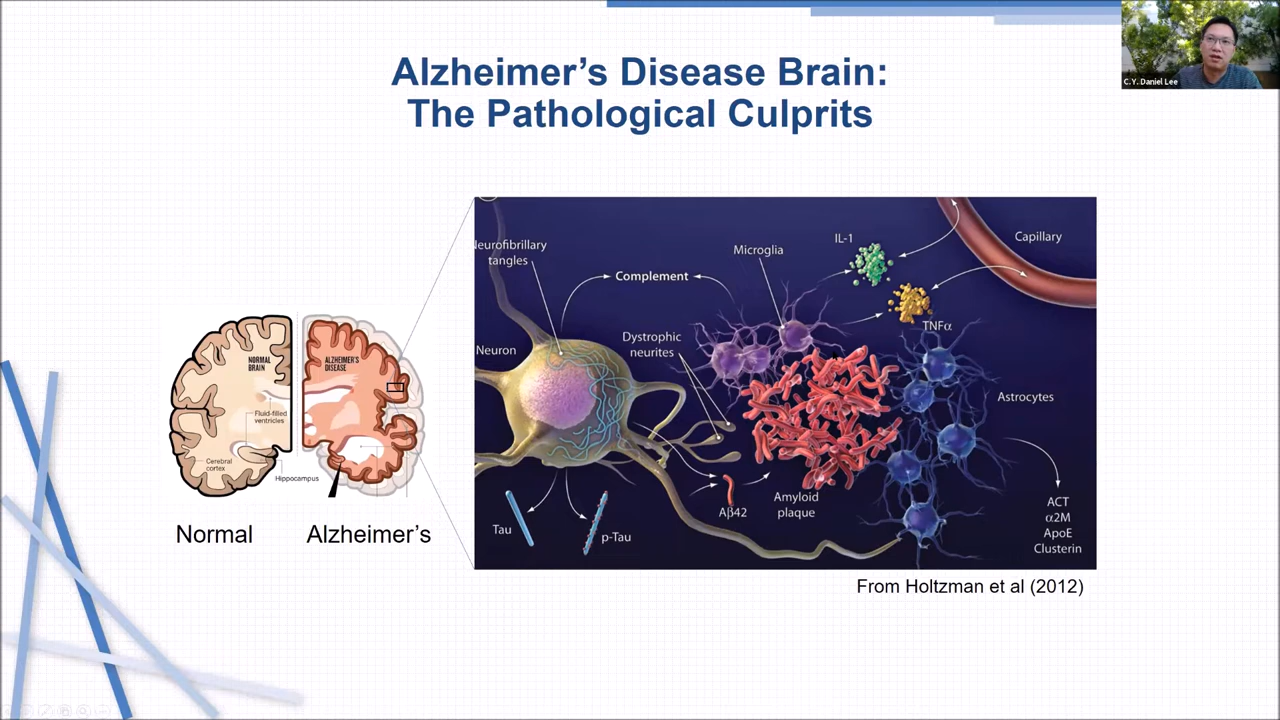 C.Y. Daniel Lee
Alzheimer's Disease Brain:
The Pathological Culprits
NORMAL
BRAIN
Fluid-filled
ventricles
Cerebral
cortex
Hippocampus
ALZHEIMER'S
DISEASE
Normal
Alzheimer's
eurofibrillary
tangles
Complement
Microglia
IL-1
Capillary
Neuron
Dystrophic
neurites
TNFα
Astrocytes
Tau
p-Tau
Aβ42
Amyloid
plaque
ACT
α2M
ApoE
Clusterin
From Holtzman et al (2012)